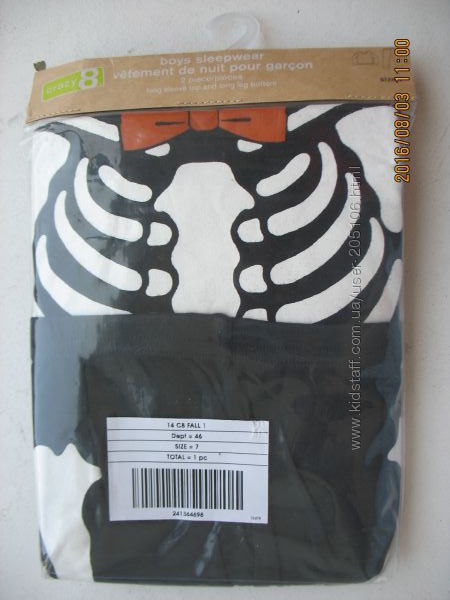 crazy 8
boys sleepwear
vêtement de nuit pour garçon
2 piece/pièces
long sleeve top and long leg bottom
size
2016/08/03 11:00
www.kidstaff.com.ua/user-205106.html
14 C8 FALL 1
Dept = 46
SIZE = 7
TOTAL = 1 pc
241564698